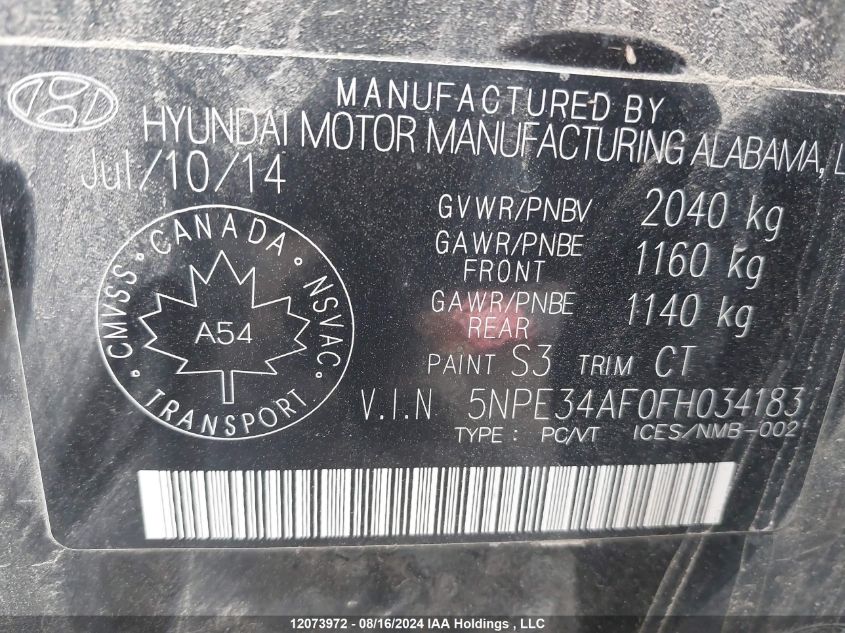 MANUFACTURED BY
HYUNDAI MOTOR MANUFACTURING ALABAMA, L
Jul/10/14
GVWR/PNBV 2040 kg
GAWR/PNBE FRONT 1160 kg
GAWR/PNBE REAR 1140 kg
PAINT S3 TRIM CT
V.I.N 5NPE34AF0FH034183
TYPE : PC/VT ICES/NMB-002
CMVSS • CANADA • NSVAC • TRANSPORT •
A54
12073972 - 08/16/2024 IAA Holdings , LLC